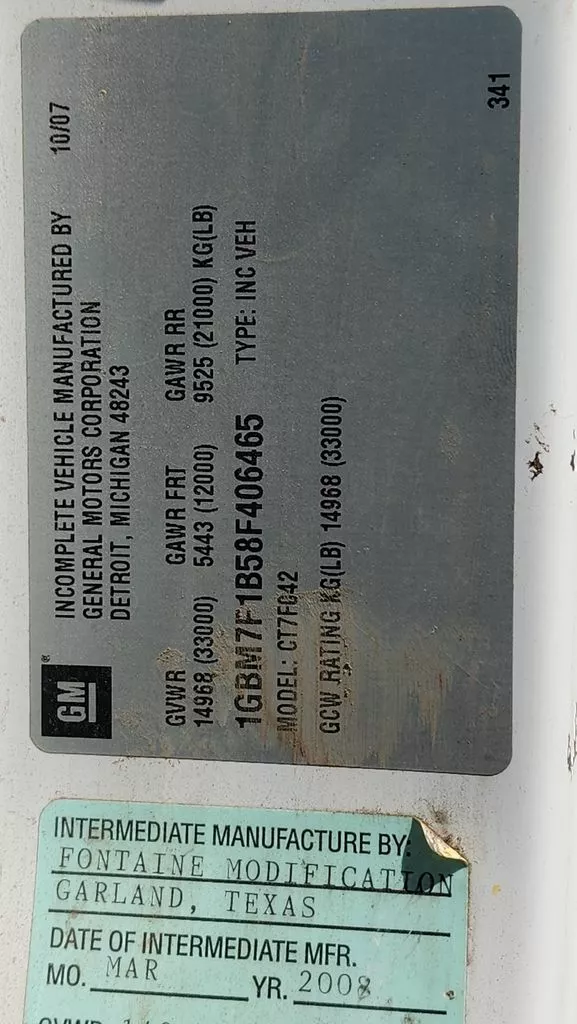 GM
INCOMPLETE VEHICLE MANUFACTURED BY 10/07
GENERAL MOTORS CORPORATION
DETROIT, MICHIGAN 48243
GVWR GAWR FRT GAWR RR
14968 (33000) 5443 (12000) 9525 (21000) KG(LB)
1GBM7F1B58F406465 TYPE: INC VEH
MODEL: CT7F042
GCW RATING KG(LB) 14968 (33000)
341
INTERMEDIATE MANUFACTURE BY:
FONTAINE MODIFICATION
GARLAND, TEXAS
DATE OF INTERMEDIATE MFR.
MO. MAR YR. 2008